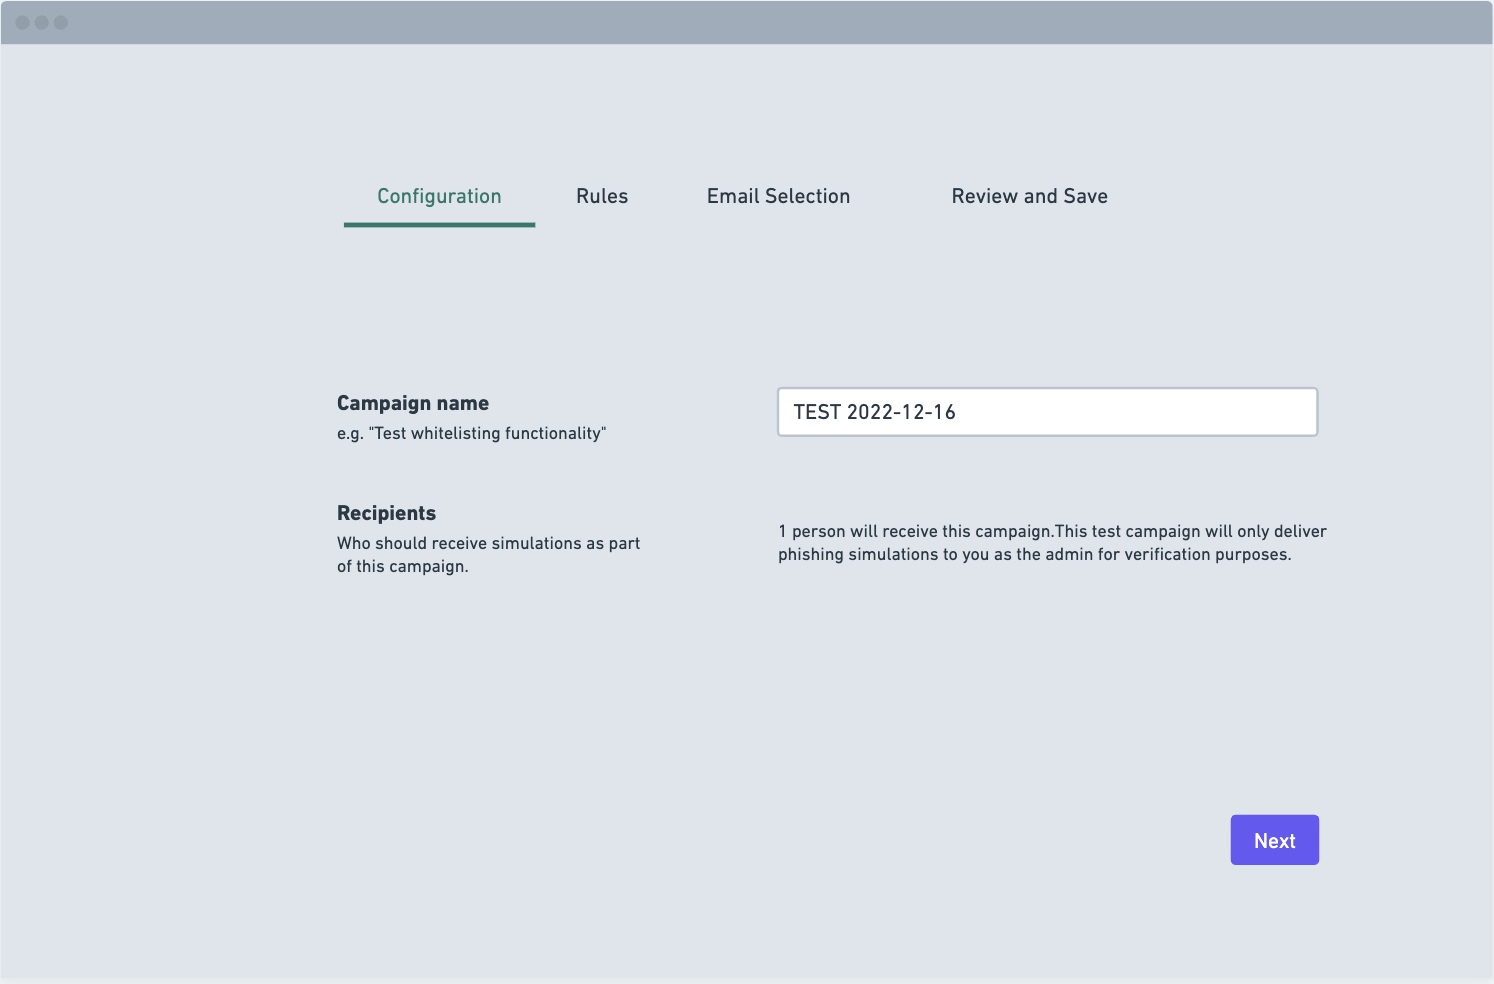 Configuration Rules Email Selection Review and Save
Campaign name
e.g. "Test whitelisting functionality"
TEST 2022-12-16
Recipients
Who should receive simulations as part
of this campaign.
1 person will receive this campaign.This test campaign will only deliver
phishing simulations to you as the admin for verification purposes.
Next